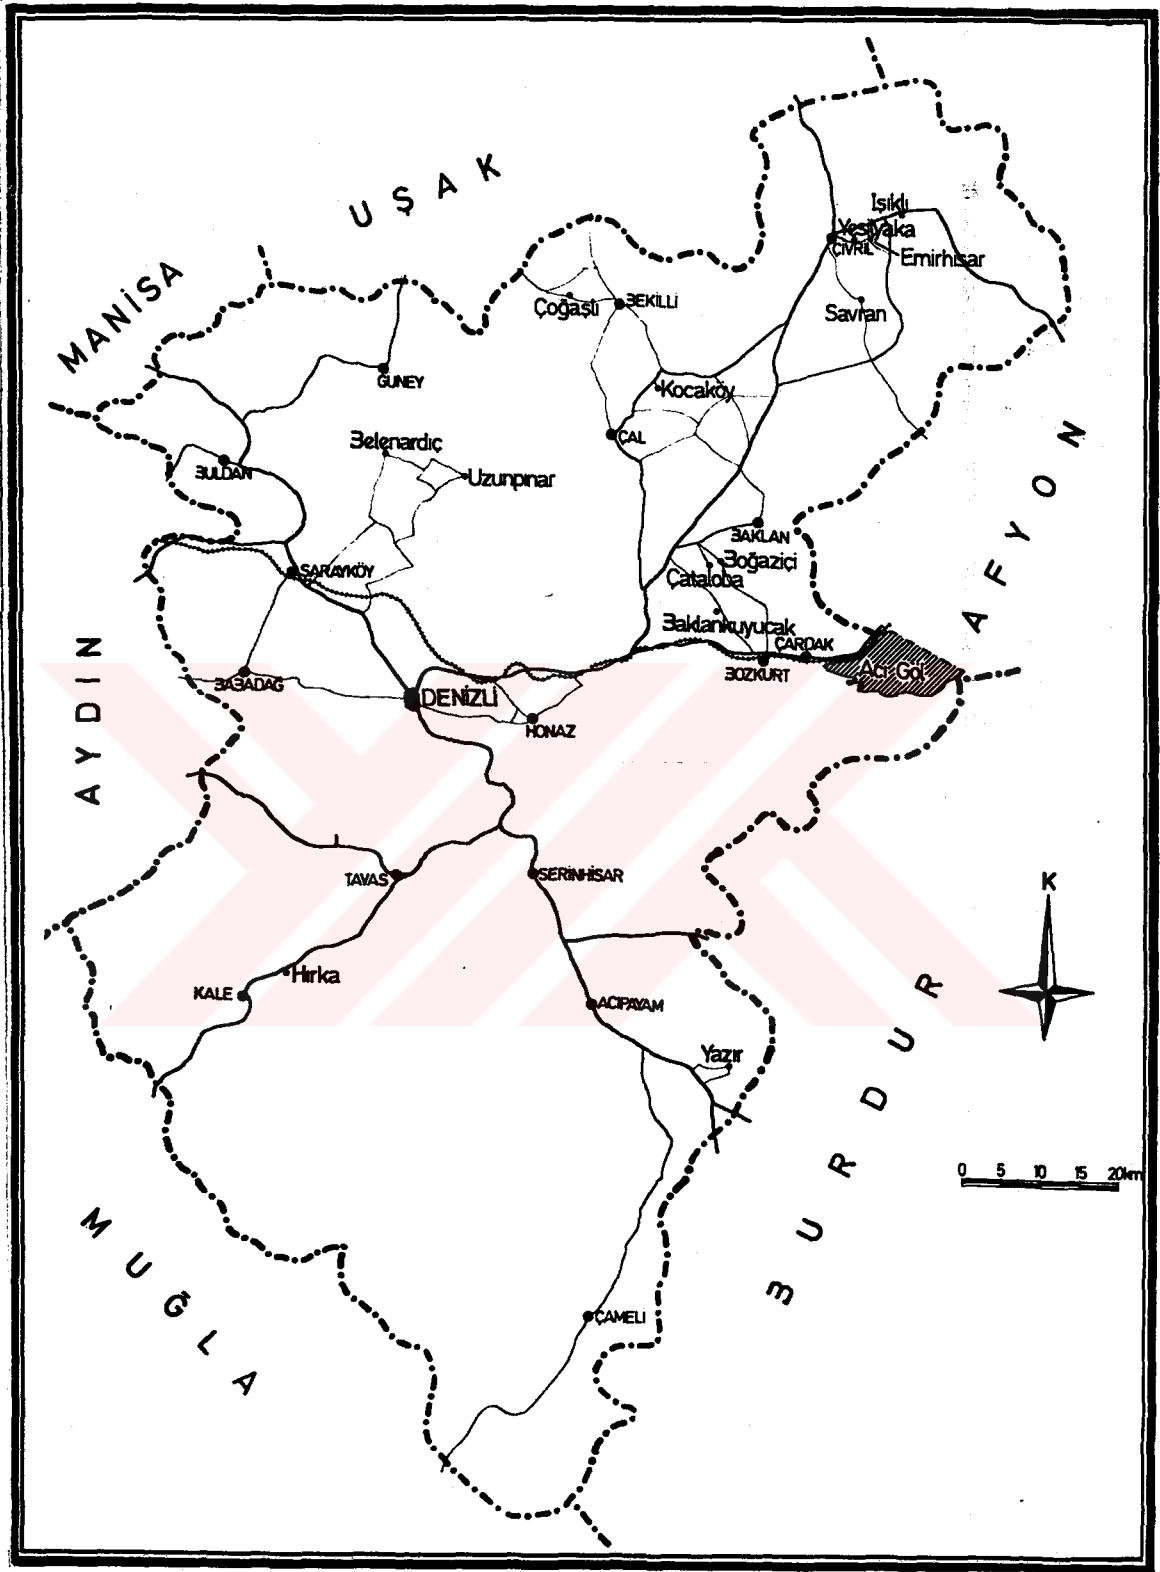 UŞAK
MANİSA
Işıklı
Yeşilyaka
ÇİVRİL
Emirhisar
Savran
Çoğaşlı
BEKİLLİ
GÜNEY
Kocaköy
ÇAL
Belenardıç
Uzunpınar
BULDAN
AFYON
BAKLAN
Boğaziçi
Çataloba
SARAYKÖY
Baklankuyucak
ÇARDAK
BOZKURT
Acı Göl
AYDIN
BABADAĞ
DENİZLİ
HONAZ
TAVAS
SERİNHİSAR
K
Hırka
KALE
ACIPAYAM
Yazır
BURDUR
0 5 10 15 20km
MUĞLA
ÇAMELİ